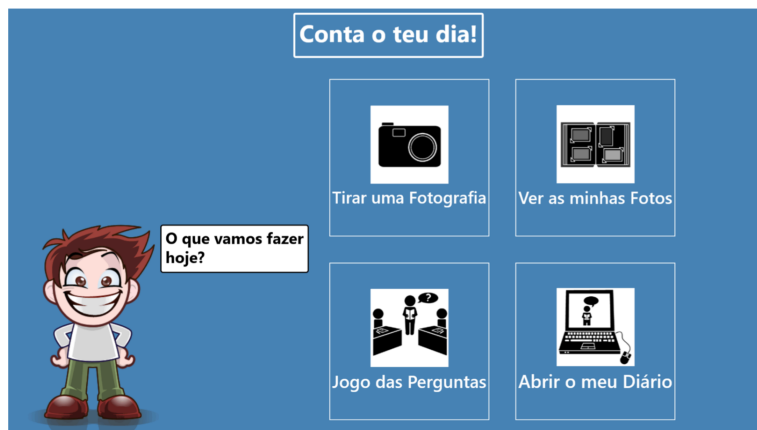 Conta o teu dia!
Tirar uma Fotografia
Ver as minhas Fotos
O que vamos fazer
hoje?
?
Jogo das Perguntas
Abrir o meu Diário